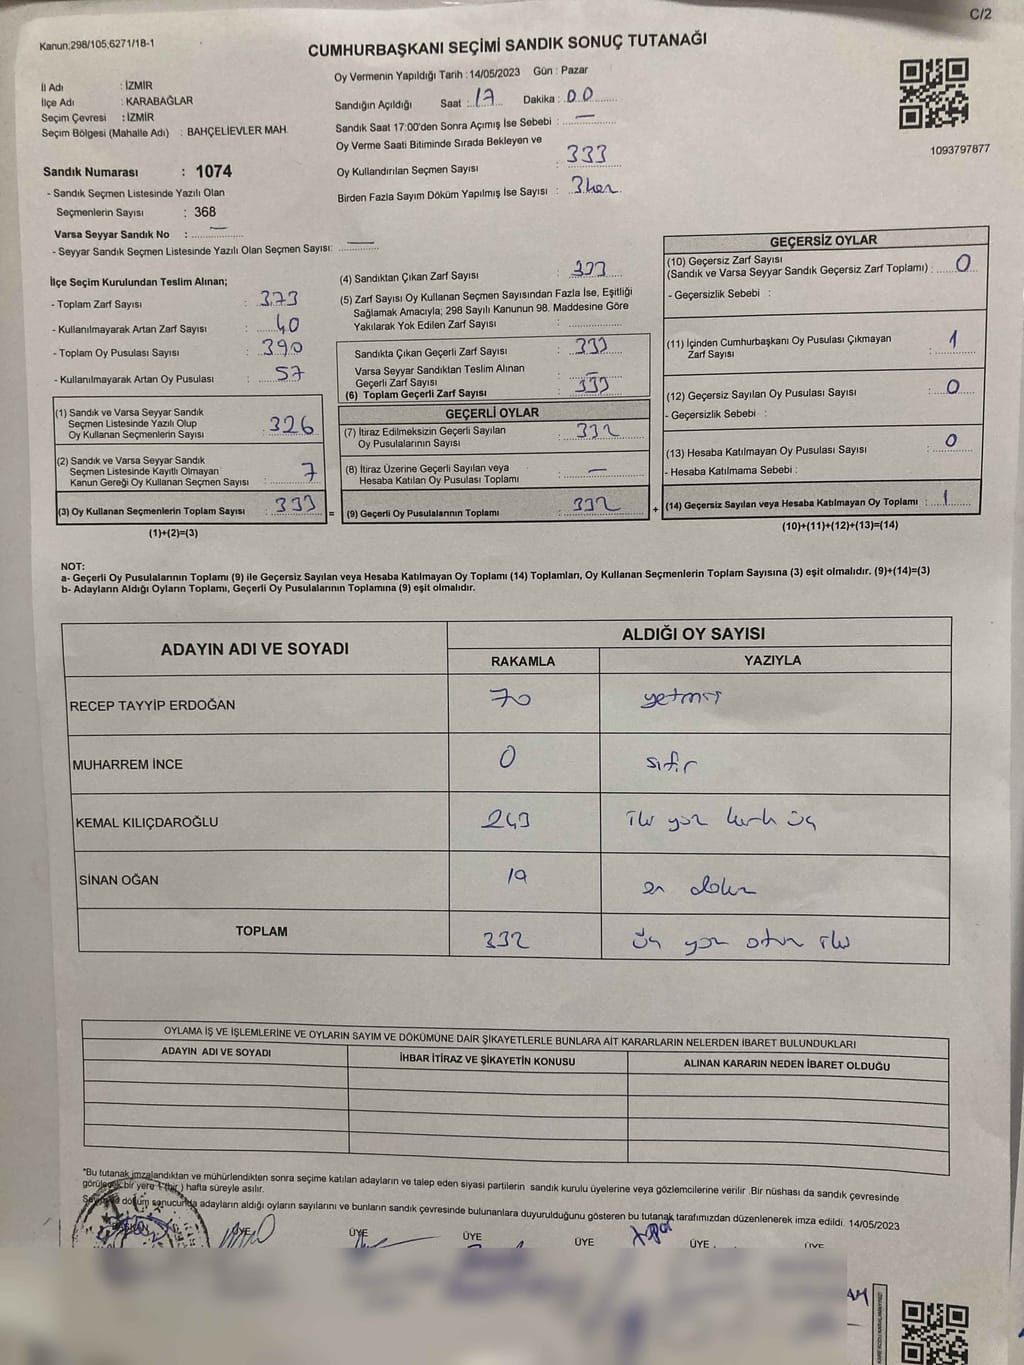 C/2
Kanun;298/105;6271/18-1
CUMHURBAŞKANI SEÇİMİ SANDIK SONUÇ TUTANAĞI
İl Adı : İZMİR
İlçe Adı : KARABAĞLAR
Seçim Çevresi : İZMİR
Seçim Bölgesi (Mahalle Adı) : BAHÇELİEVLER MAH.
Sandık Numarası : 1074
- Sandık Seçmen Listesinde Yazılı Olan
Seçmenlerin Sayısı : 368
Varsa Seyyar Sandık No : —
- Seyyar Sandık Seçmen Listesinde Yazılı Olan Seçmen Sayısı: —
Oy Vermenin Yapıldığı Tarih : 14/05/2023 Gün : Pazar
Sandığın Açıldığı Saat : 17 Dakika : 00
Sandık Saat 17:00'den Sonra Açımış İse Sebebi : —
Oy Verme Saati Bitiminde Sırada Bekleyen ve
Oy Kullandırılan Seçmen Sayısı : 333
Birden Fazla Sayım Döküm Yapılmış İse Sayısı : 3
1093797877
İlçe Seçim Kurulundan Teslim Alınan;
- Toplam Zarf Sayısı : 373
- Kullanılmayarak Artan Zarf Sayısı : 40
- Toplam Oy Pusulası Sayısı : 390
- Kullanılmayarak Artan Oy Pusulası : 57
(1) Sandık ve Varsa Seyyar Sandık
Seçmen Listesinde Yazılı Olup
Oy Kullanan Seçmenlerin Sayısı : 326
(2) Sandık ve Varsa Seyyar Sandık
Seçmen Listesinde Kayıtlı Olmayan
Kanun Gereği Oy Kullanan Seçmen Sayısı : 7
(3) Oy Kullanan Seçmenlerin Toplam Sayısı : 333 =
(1)+(2)=(3)
(4) Sandıktan Çıkan Zarf Sayısı : 333
(5) Zarf Sayısı Oy Kullanan Seçmen Sayısından Fazla İse, Eşitliği
Sağlamak Amacıyla; 298 Sayılı Kanunun 98. Maddesine Göre
Yakılarak Yok Edilen Zarf Sayısı :
Sandıkta Çıkan Geçerli Zarf Sayısı : 333
Varsa Seyyar Sandıktan Teslim Alınan
Geçerli Zarf Sayısı : —
(6) Toplam Geçerli Zarf Sayısı : 333
GEÇERLİ OYLAR
(7) İtiraz Edilmeksizin Geçerli Sayılan
Oy Pusulalarının Sayısı : 332
(8) İtiraz Üzerine Geçerli Sayılan veya
Hesaba Katılan Oy Pusulası Toplamı : —
(9) Geçerli Oy Pusulalarının Toplamı : 332 +
GEÇERSİZ OYLAR
(10) Geçersiz Zarf Sayısı
(Sandık ve Varsa Seyyar Sandık Geçersiz Zarf Toplamı) : 0
- Geçersizlik Sebebi :
(11) İçinden Cumhurbaşkanı Oy Pusulası Çıkmayan
Zarf Sayısı : 1
(12) Geçersiz Sayılan Oy Pusulası Sayısı : 0
- Geçersizlik Sebebi :
(13) Hesaba Katılmayan Oy Pusulası Sayısı : 0
- Hesaba Katılmama Sebebi :
(14) Geçersiz Sayılan veya Hesaba Katılmayan Oy Toplamı : 1
(10)+(11)+(12)+(13)=(14)
NOT:
a- Geçerli Oy Pusulalarının Toplamı (9) ile Geçersiz Sayılan veya Hesaba Katılmayan Oy Toplamı (14) Toplamları, Oy Kullanan Seçmenlerin Toplam Sayısına (3) eşit olmalıdır. (9)+(14)=(3)
b- Adayların Aldığı Oyların Toplamı, Geçerli Oy Pusulalarının Toplamına (9) eşit olmalıdır.
ADAYIN ADI VE SOYADI ALDIĞI OY SAYISI
RAKAMLA YAZIYLA
RECEP TAYYİP ERDOĞAN 70 yetmiş
MUHARREM İNCE 0 sıfır
KEMAL KILIÇDAROĞLU 243 iki yüz kırk üç
SİNAN OĞAN 19 on dokuz
TOPLAM 332 üç yüz otuz iki
OYLAMA İŞ VE İŞLEMLERİNE VE OYLARIN SAYIM VE DÖKÜMÜNE DAİR ŞİKAYETLERLE BUNLARA AİT KARARLARIN NELERDEN İBARET BULUNDUKLARI
ADAYIN ADI VE SOYADI İHBAR İTİRAZ VE ŞİKAYETİN KONUSU ALINAN KARARIN NEDEN İBARET OLDUĞU
*Bu tutanak imzalandıktan ve mühürlendikten sonra seçime katılan adayların ve talep eden siyasi partilerin sandık kurulu üyelerine veya gözlemcilerine verilir .Bir nüshası da sandık çevresinde
görülecek bir yere 1 (bir) hafta süreyle asılır.
döküm sonucunda adayların aldığı oyların sayılarını ve bunların sandık çevresinde bulunanlara duyurulduğunu gösteren bu tutanak tarafımızdan düzenlenerek imza edildi. 14/05/2023
ÜYE ÜYE ÜYE ÜYE ÜYE ÜYE